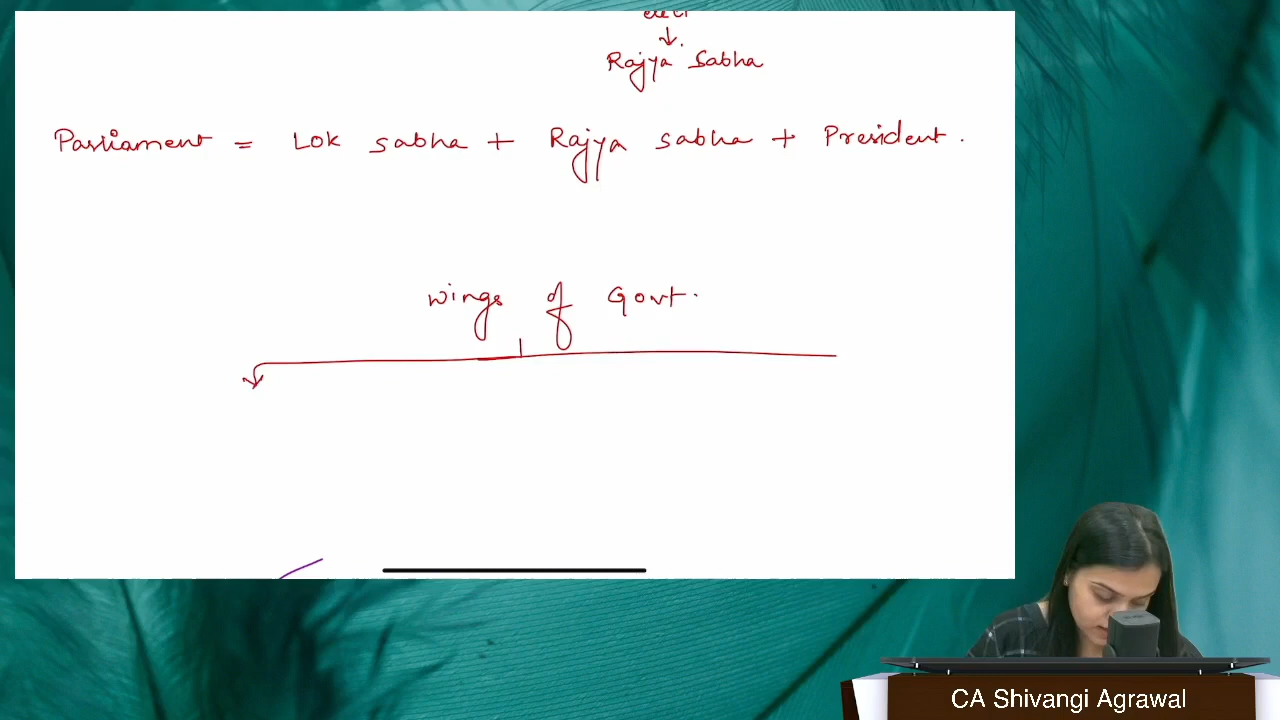 Rajya Sabha
Parliament = Lok sabha + Rajya sabha + President.
Wings of Govt.
CA Shivangi Agrawal